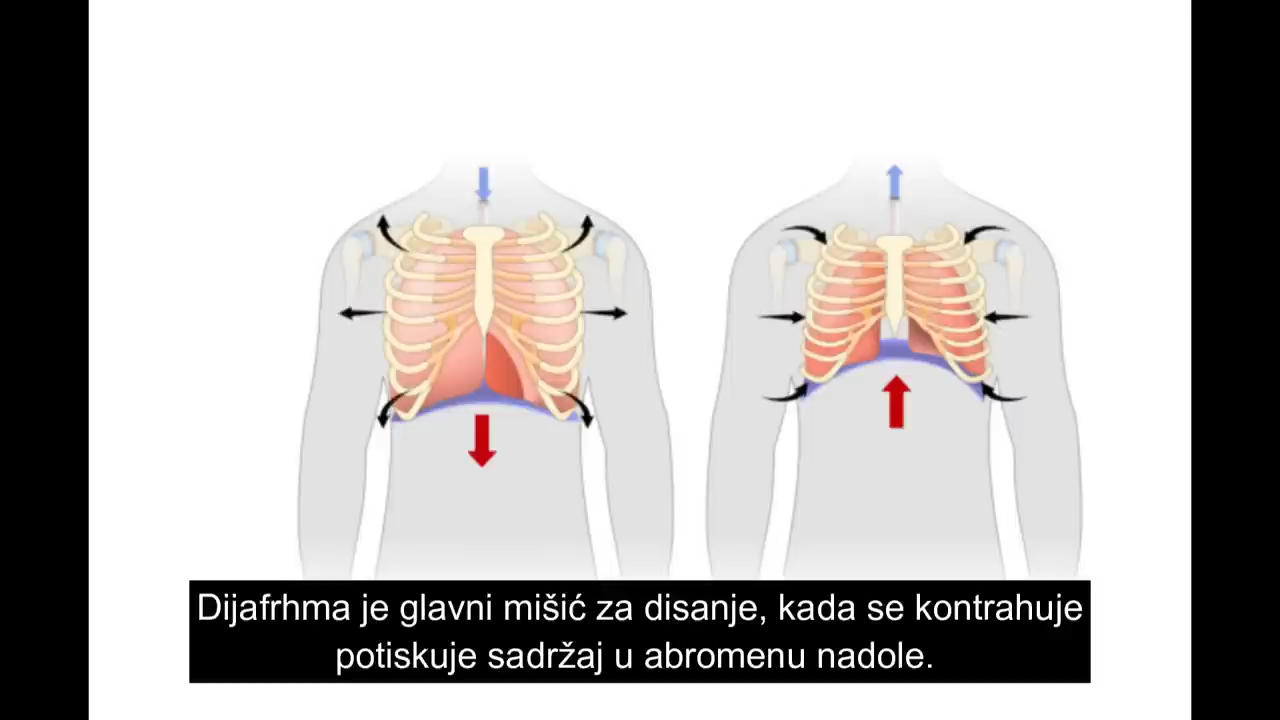 Dijafrhma je glavni mišić za disanje, kada se kontrahuje
potiskuje sadržaj u abromenu nadole.